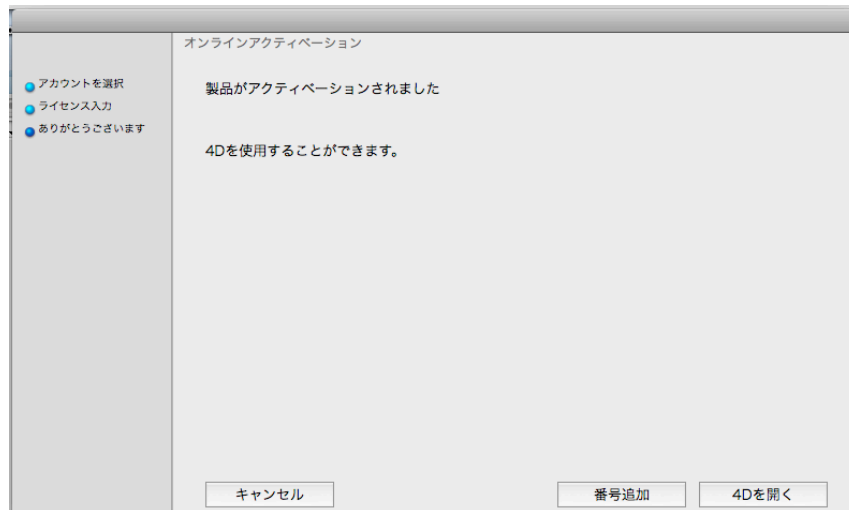 オンラインアクティベーション
アカウントを選択
ライセンス入力
ありがとうございます
製品がアクティベーションされました
4Dを使用することができます。
キャンセル
番号追加
4Dを開く